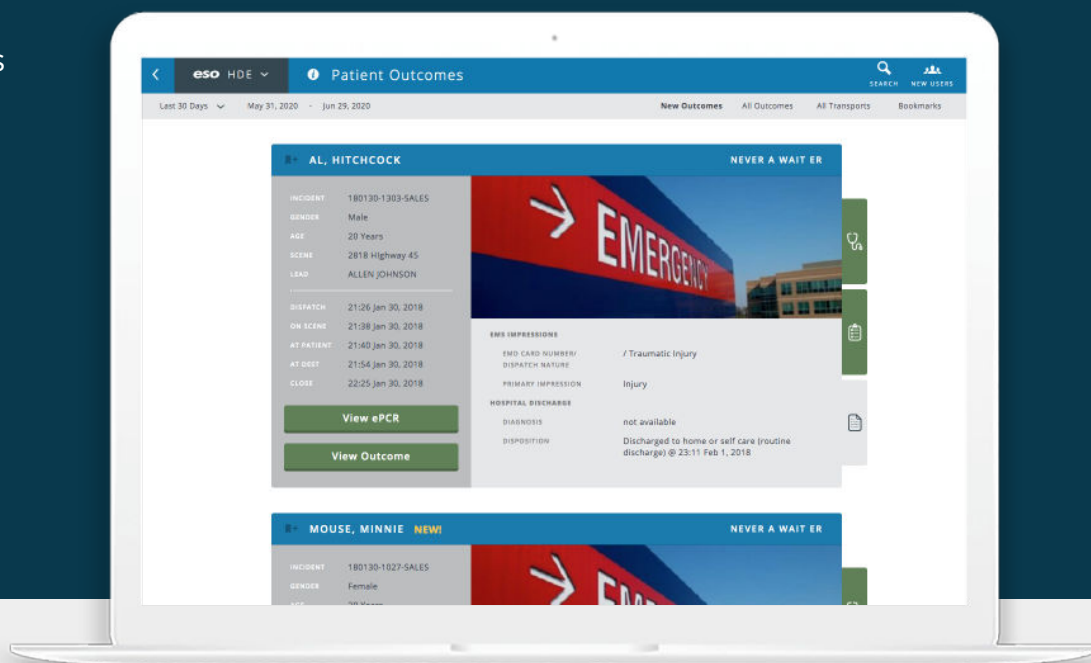 s
eso HDE
Patient Outcomes
SEARCH
NEW USERS
Last 30 Days
May 31, 2020 - Jun 29, 2020
New Outcomes
All Outcomes
All Transports
Bookmarks
AL, HITCHCOCK
NEVER A WAIT ER
INCIDENT 180130-1303-SALES
GENDER Male
AGE 20 Years
SCENE 2818 Highway 45
LEAD ALLEN JOHNSON
DISPATCH 21:26 Jan 30, 2018
ON SCENE 21:38 Jan 30, 2018
AT PATIENT 21:40 Jan 30, 2018
AT DEST 21:54 Jan 30, 2018
CLOSE 22:25 Jan 30, 2018
View ePCR
View Outcome
EMERGENCY
EMS IMPRESSIONS
EMD CARD NUMBER/ / Traumatic Injury
DISPATCH NATURE
PRIMARY IMPRESSION Injury
HOSPITAL DISCHARGE
DIAGNOSIS not available
DISPOSITION Discharged to home or self care (routine
discharge) @ 23:11 Feb 1, 2018
MOUSE, MINNIE NEW!
NEVER A WAIT ER
INCIDENT 180130-1027-SALES
GENDER Female